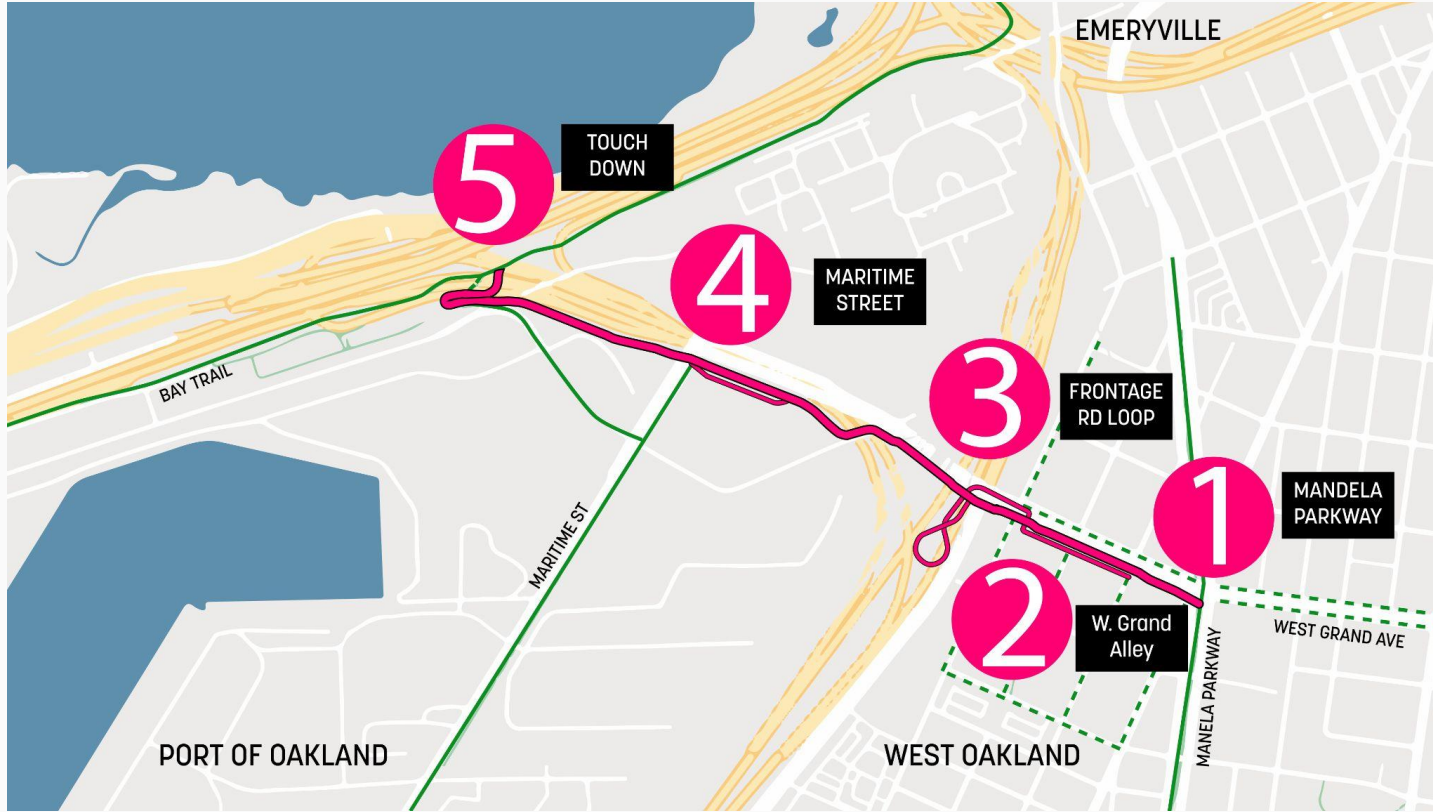 EMERYVILLE
5
TOUCH
DOWN
4
MARITIME
STREET
3
FRONTAGE
RD LOOP
BAY TRAIL
1
MANDELA
PARKWAY
MARITIME ST
2
W. Grand
Alley
WEST GRAND AVE
MANELA PARKWAY
PORT OF OAKLAND
WEST OAKLAND